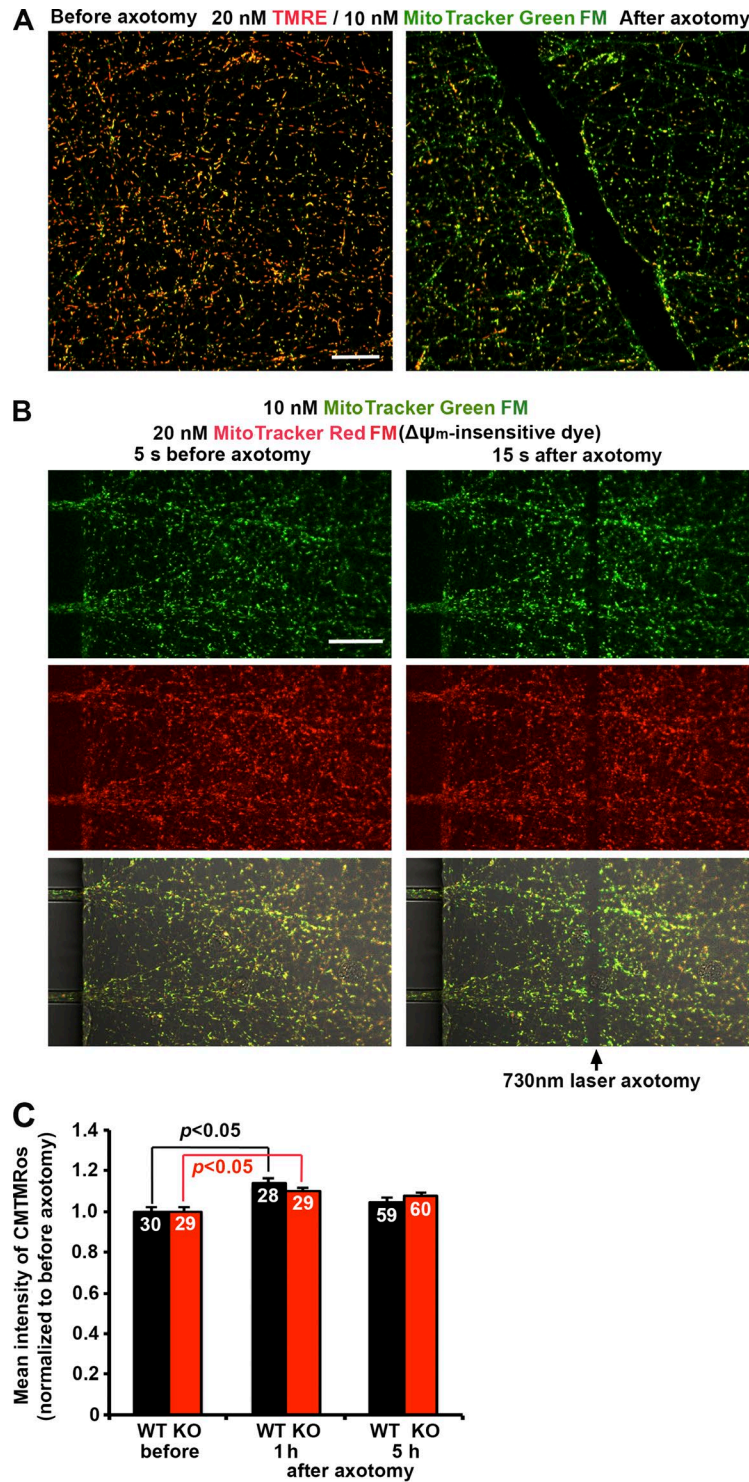 A Before axotomy 20 nM TMRE / 10 nM MitoTracker Green FM After axotomy
B 10 nM MitoTracker Green FM
20 nM MitoTracker Red FM(Δψm-insensitive dye)
5 s before axotomy 15 s after axotomy
730nm laser axotomy
C
Mean intensity of CMTMRos
(normalized to before axotomy)
1.4
1.2
1.0
0.8
0.6
0.4
0.2
0
p<0.05
p<0.05
30 29 28 29 59 60
WT KO WT KO WT KO
before 1 h 5 h
after axotomy